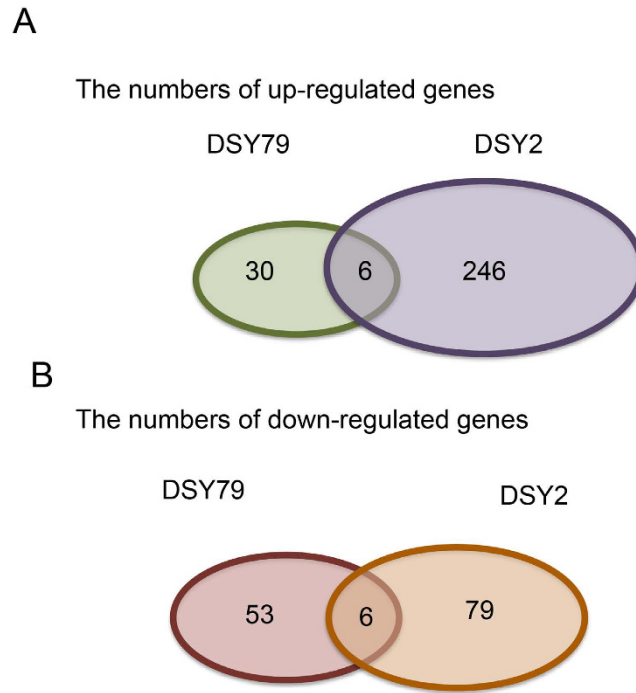 A
The numbers of up-regulated genes
DSY79 DSY2
30 6 246
B
The numbers of down-regulated genes
DSY79 DSY2
53 6 79